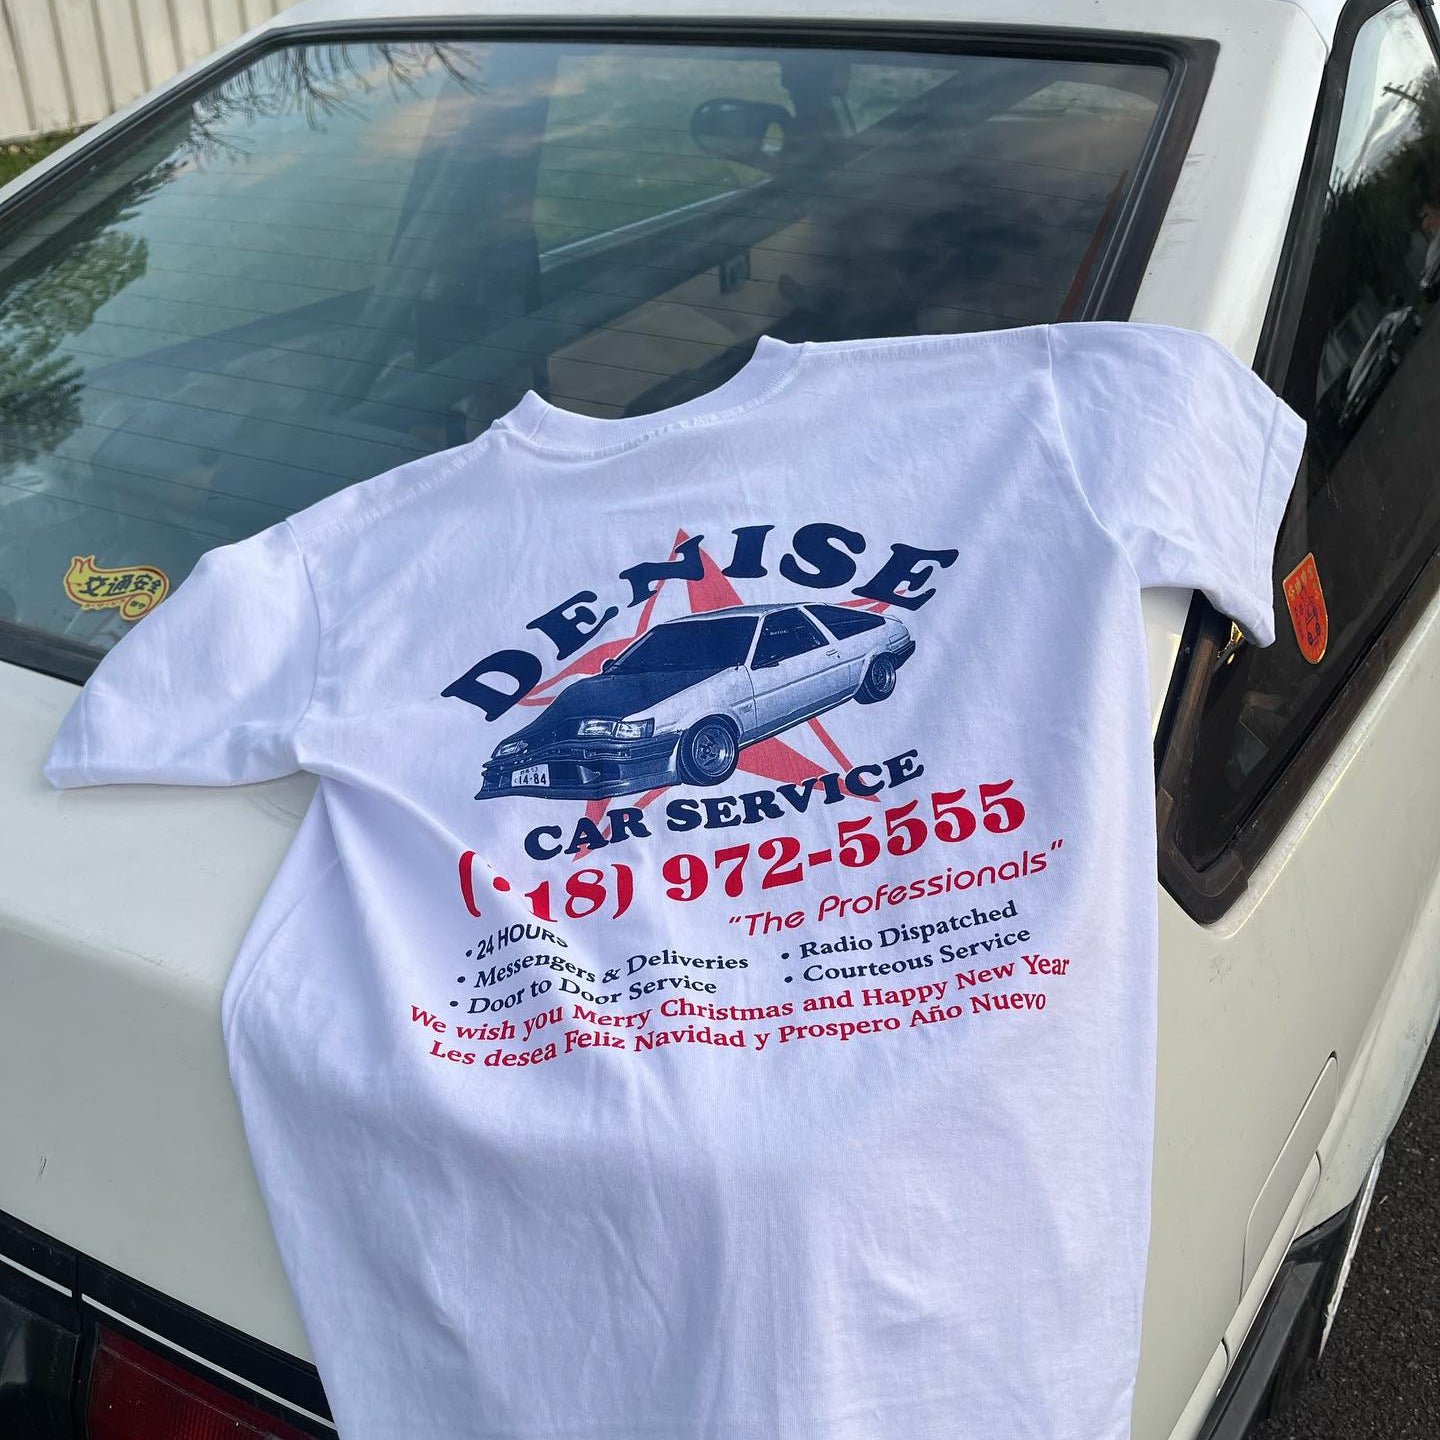 DENISE
14-84
CAR SERVICE
18) 972-5555
"The Professionals"
• 24 HOURS
• Messengers & Deliveries
• Door to Door Service
• Radio Dispatched
• Courteous Service
We wish you Merry Christmas and Happy New Year
Les desea Feliz Navidad y Prospero Año Nuevo
交通安全